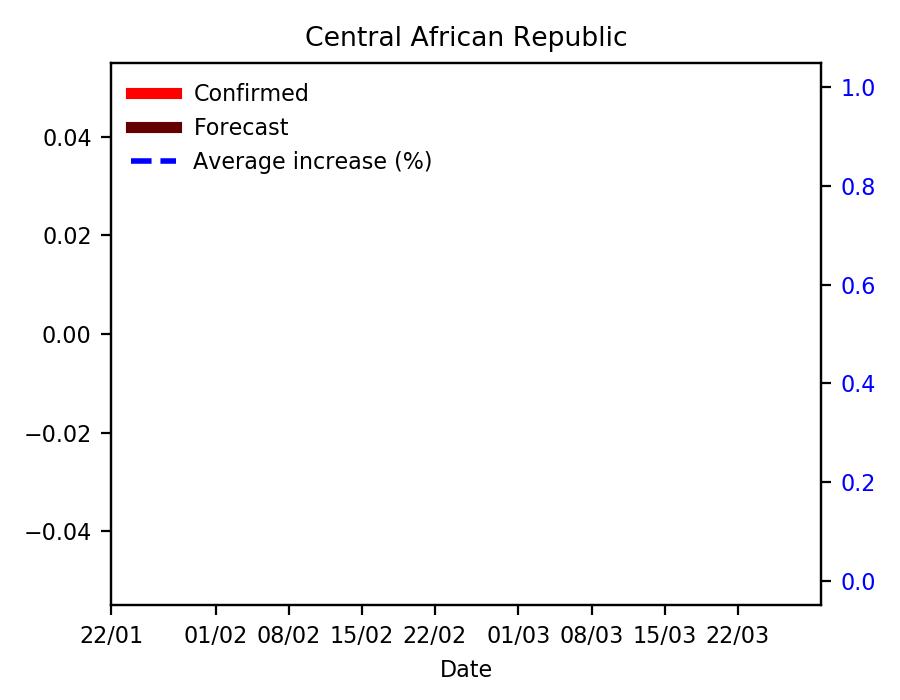 Central African Republic
Confirmed
Forecast
Average increase (%)
0.04
0.02
0.00
−0.02
−0.04
1.0
0.8
0.6
0.4
0.2
0.0
22/01 01/02 08/02 15/02 22/02 01/03 08/03 15/03 22/03
Date